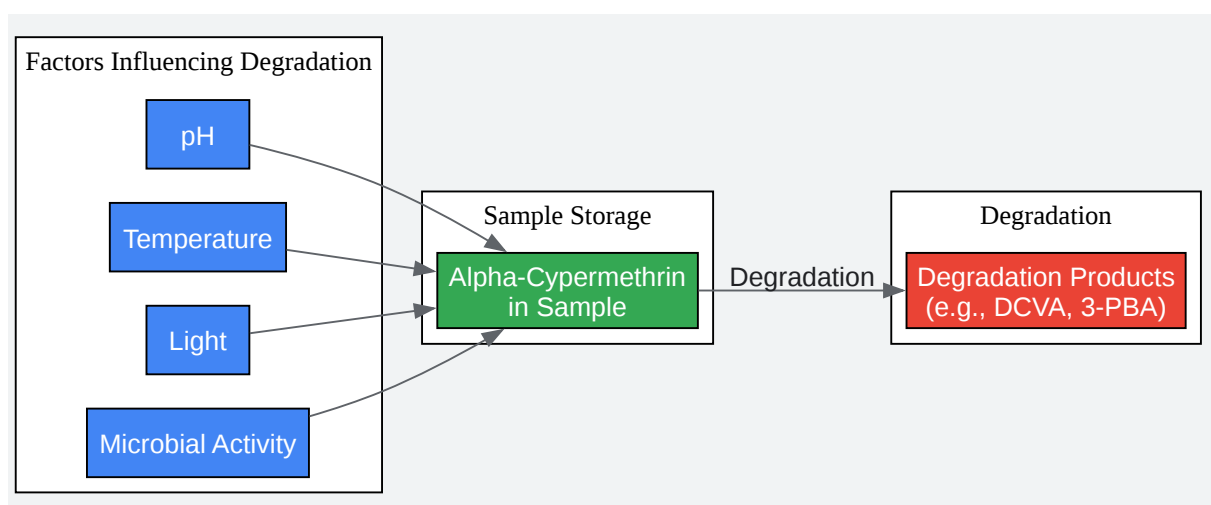 Factors Influencing Degradation
pH
Temperature
Light
Microbial Activity
Sample Storage
Alpha-Cypermethrin
in Sample
Degradation
Degradation
Degradation Products
(e.g., DCVA, 3-PBA)